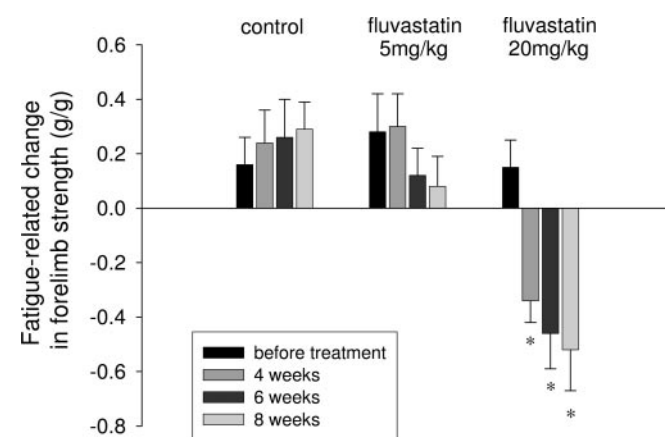 control
fluvastatin
5mg/kg
fluvastatin
20mg/kg
Fatigue-related change
in forelimb strength (g/g)
0.6
0.4
0.2
0.0
-0.2
-0.4
-0.6
-0.8
*
*
*
before treatment
4 weeks
6 weeks
8 weeks